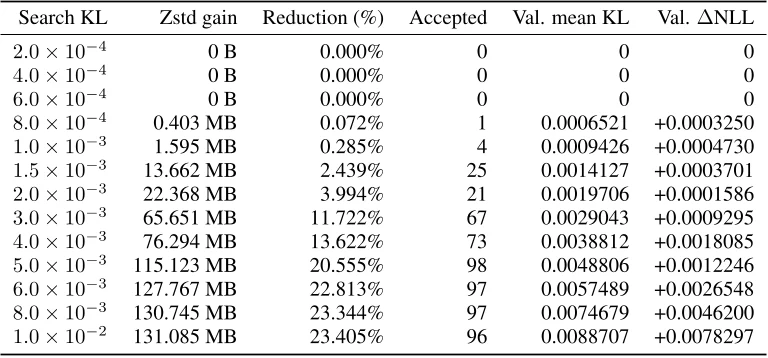 Search KL Zstd gain Reduction (%) Accepted Val. mean KL Val. ΔNLL
2.0 × 10⁻⁴ 0 B 0.000% 0 0 0
4.0 × 10⁻⁴ 0 B 0.000% 0 0 0
6.0 × 10⁻⁴ 0 B 0.000% 0 0 0
8.0 × 10⁻⁴ 0.403 MB 0.072% 1 0.0006521 +0.0003250
1.0 × 10⁻³ 1.595 MB 0.285% 4 0.0009426 +0.0004730
1.5 × 10⁻³ 13.662 MB 2.439% 25 0.0014127 +0.0003701
2.0 × 10⁻³ 22.368 MB 3.994% 21 0.0019706 +0.0001586
3.0 × 10⁻³ 65.651 MB 11.722% 67 0.0029043 +0.0009295
4.0 × 10⁻³ 76.294 MB 13.622% 73 0.0038812 +0.0018085
5.0 × 10⁻³ 115.123 MB 20.555% 98 0.0048806 +0.0012246
6.0 × 10⁻³ 127.767 MB 22.813% 97 0.0057489 +0.0026548
8.0 × 10⁻³ 130.745 MB 23.344% 97 0.0074679 +0.0046200
1.0 × 10⁻² 131.085 MB 23.405% 96 0.0088707 +0.0078297